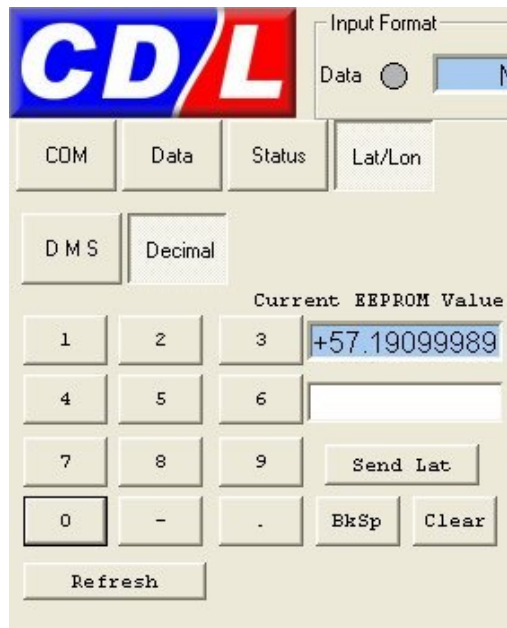 CD/L
Input Format
Data
COM Data Status Lat/Lon
D M S Decimal
Current EEPROM Value
1 2 3 +57.19099989
4 5 6
7 8 9 Send Lat
0 - . BkSp Clear
Refresh